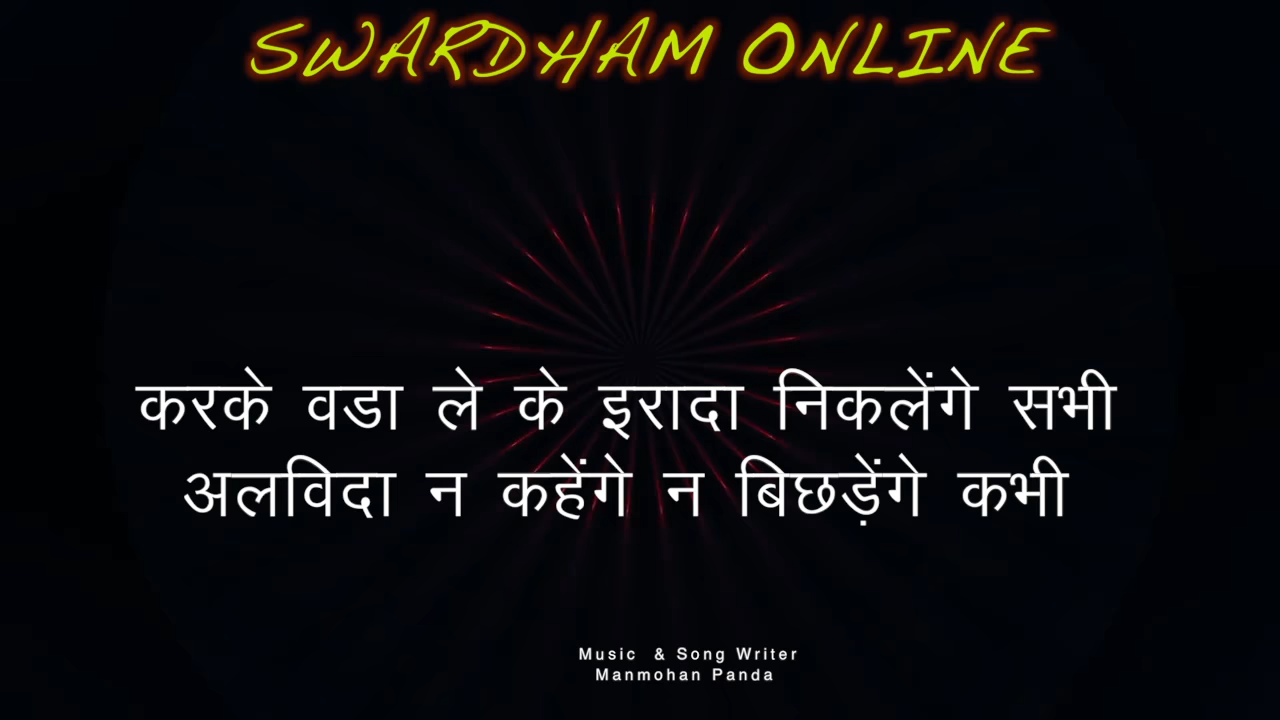 SWARDHAM ONLINE
करके वडा ले के इरादा निकलेंगे सभी
अलविदा न कहेंगे न बिछड़ेंगे कभी
Music & Song Writer
Manmohan Panda